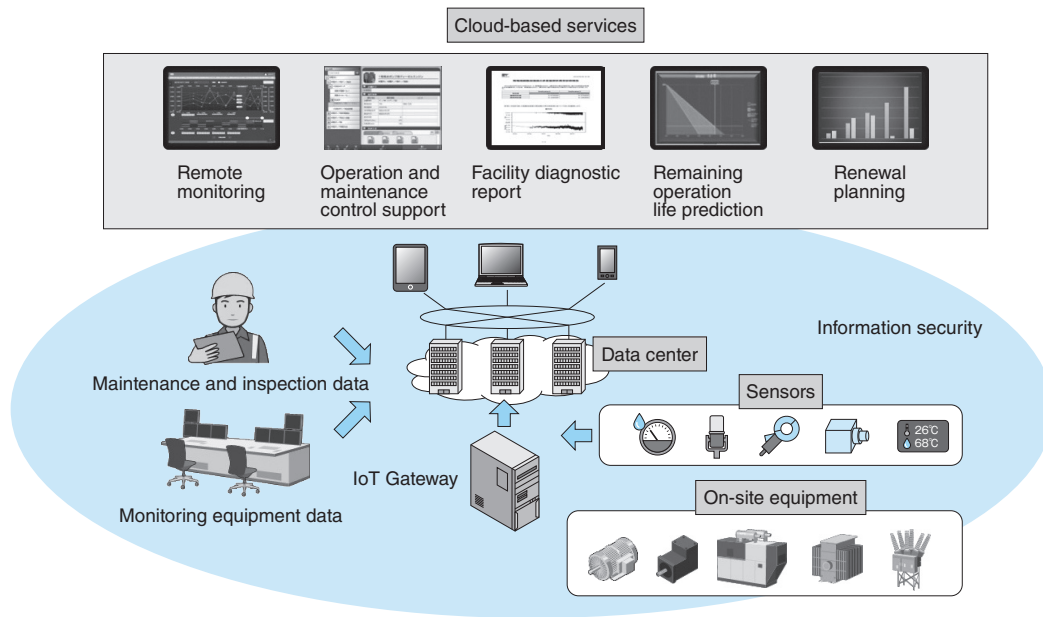 Cloud-based services
Remote
monitoring
Operation and
maintenance
control support
Facility diagnostic
report
Remaining
operation
life prediction
Renewal
planning
Information security
Data center
Maintenance and inspection data
Sensors
26℃
68℃
IoT Gateway
On-site equipment
Monitoring equipment data